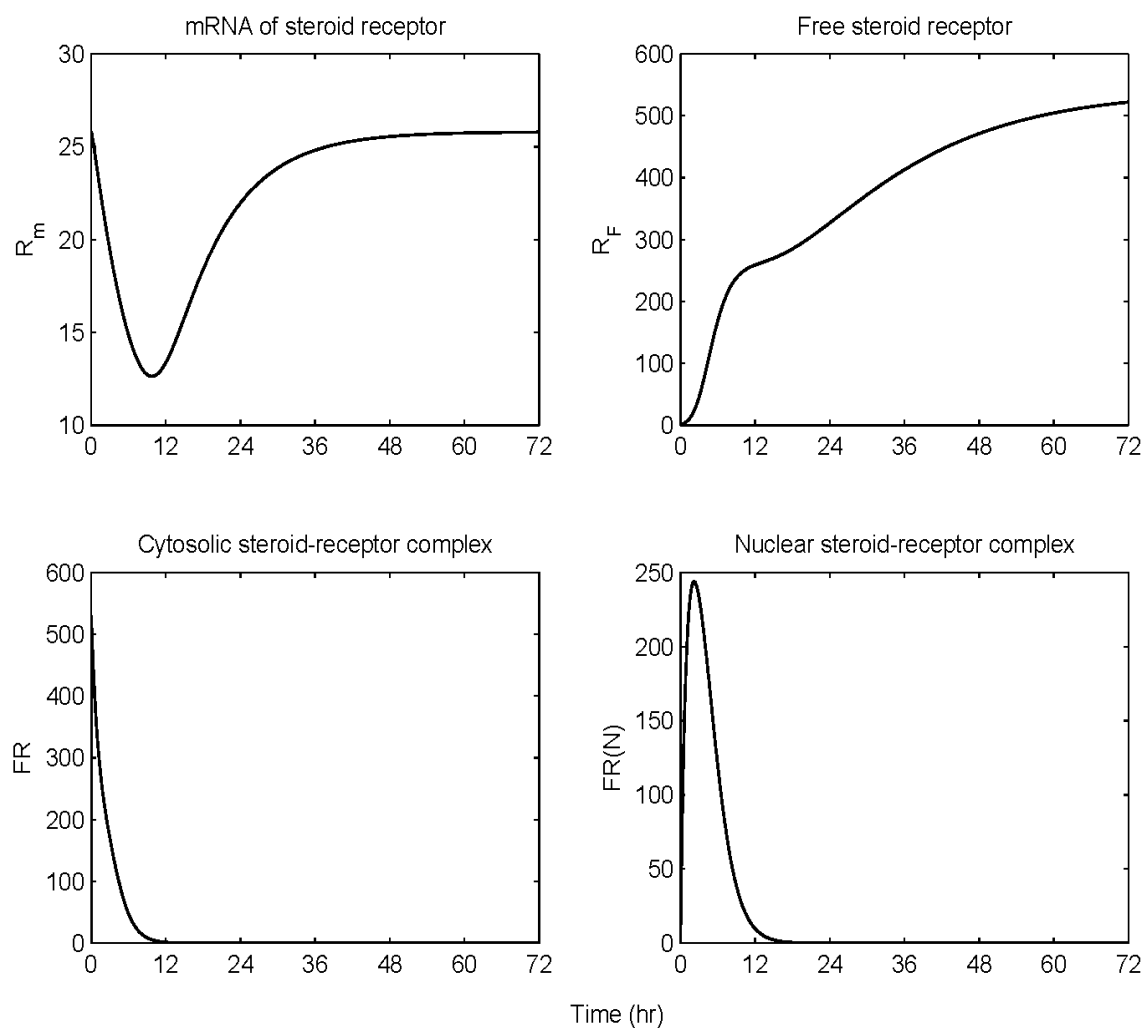 mRNA of steroid receptor
30
25
20
15
10
R_m
0 12 24 36 48 60 72
Free steroid receptor
600
500
400
300
200
100
0
R_F
0 12 24 36 48 60 72
Cytosolic steroid-receptor complex
600
500
400
300
200
100
0
FR
0 12 24 36 48 60 72
Nuclear steroid-receptor complex
250
200
150
100
50
0
FR(N)
0 12 24 36 48 60 72
Time (hr)